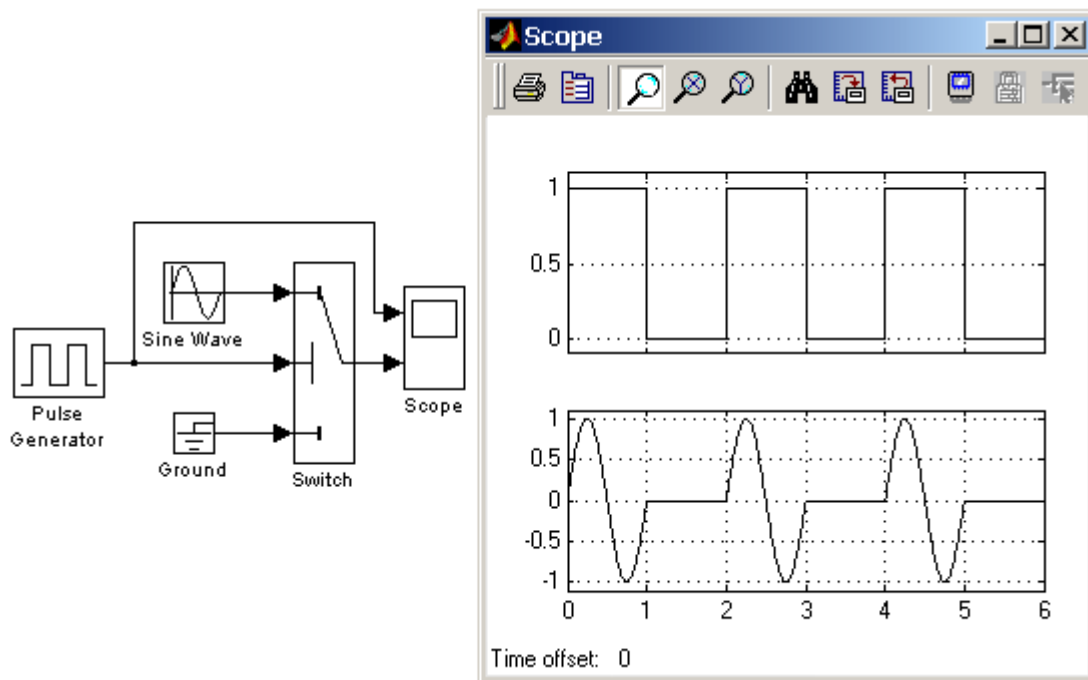 Scope
Sine Wave
Pulse
Generator
Ground
Switch
Scope
1
0.5
0
1
0.5
0
-0.5
-1
0 1 2 3 4 5 6
Time offset: 0